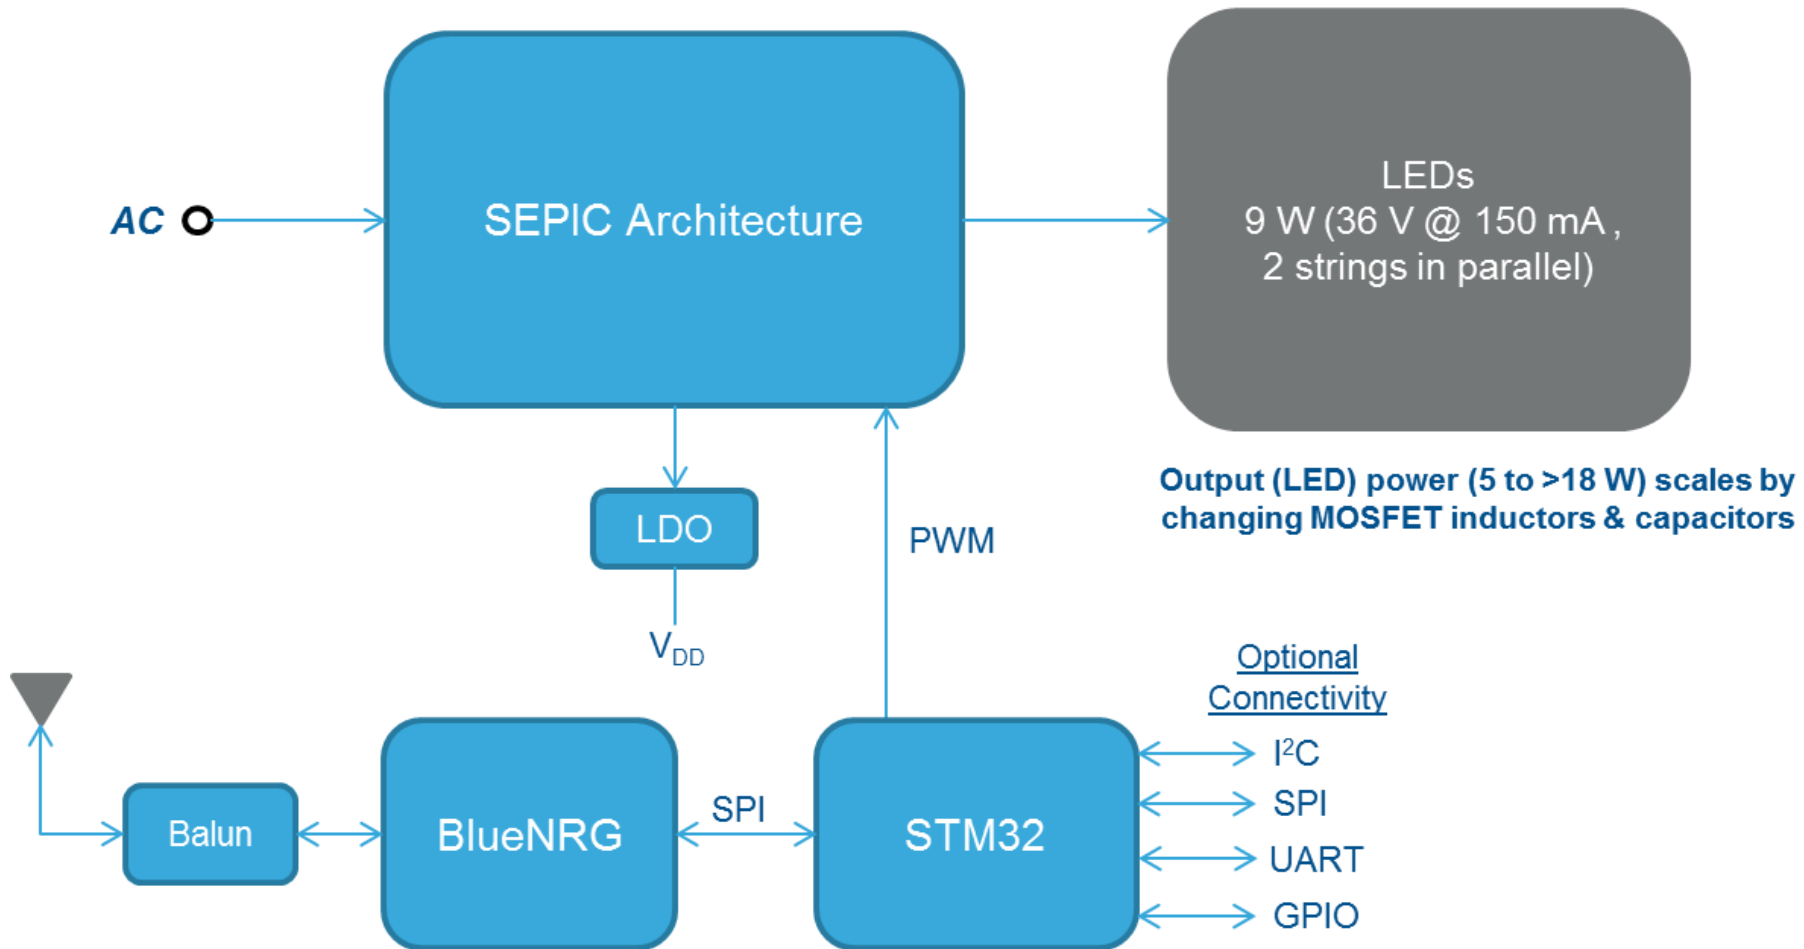 AC
SEPIC Architecture
LEDs
9 W (36 V @ 150 mA ,
2 strings in parallel)
Output (LED) power (5 to >18 W) scales by
changing MOSFET inductors & capacitors
LDO
PWM
V_DD
Optional
Connectivity
Balun
BlueNRG
SPI
STM32
I²C
SPI
UART
GPIO